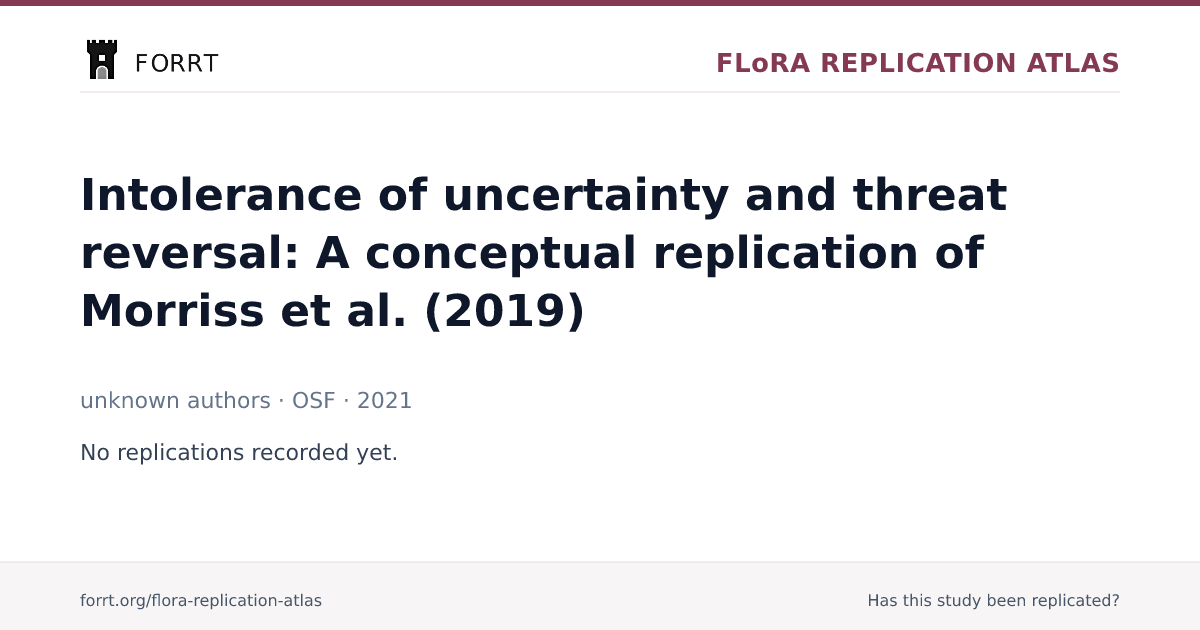 FORRT
FLoRA REPLICATION ATLAS
Intolerance of uncertainty and threat
reversal: A conceptual replication of
Morriss et al. (2019)
unknown authors · OSF · 2021
No replications recorded yet.
forrt.org/flora-replication-atlas
Has this study been replicated?